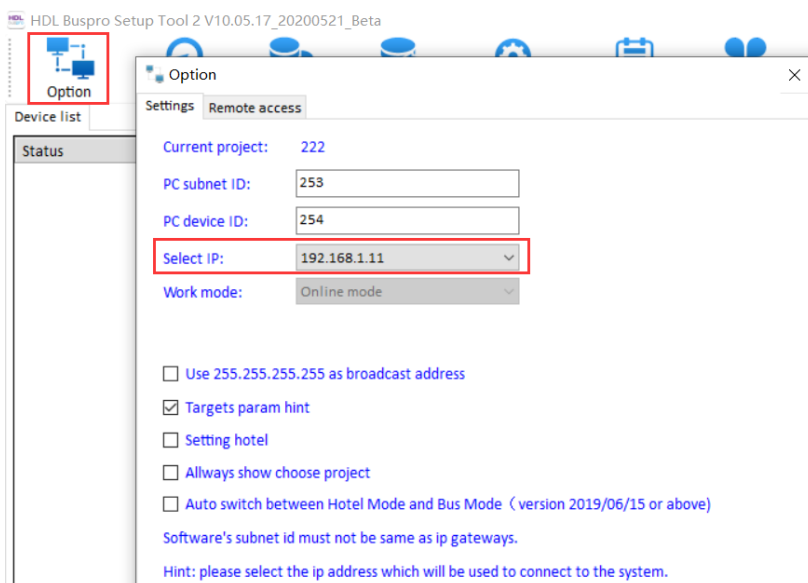 HDL Buspro Setup Tool 2 V10.05.17_20200521_Beta
Option
Option
Settings Remote access
Device list
Status
Current project: 222
PC subnet ID: 253
PC device ID: 254
Select IP: 192.168.1.11
Work mode: Online mode
Use 255.255.255.255 as broadcast address
Targets param hint
Setting hotel
Allways show choose project
Auto switch between Hotel Mode and Bus Mode（version 2019/06/15 or above)
Software's subnet id must not be same as ip gateways.
Hint: please select the ip address which will be used to connect to the system.